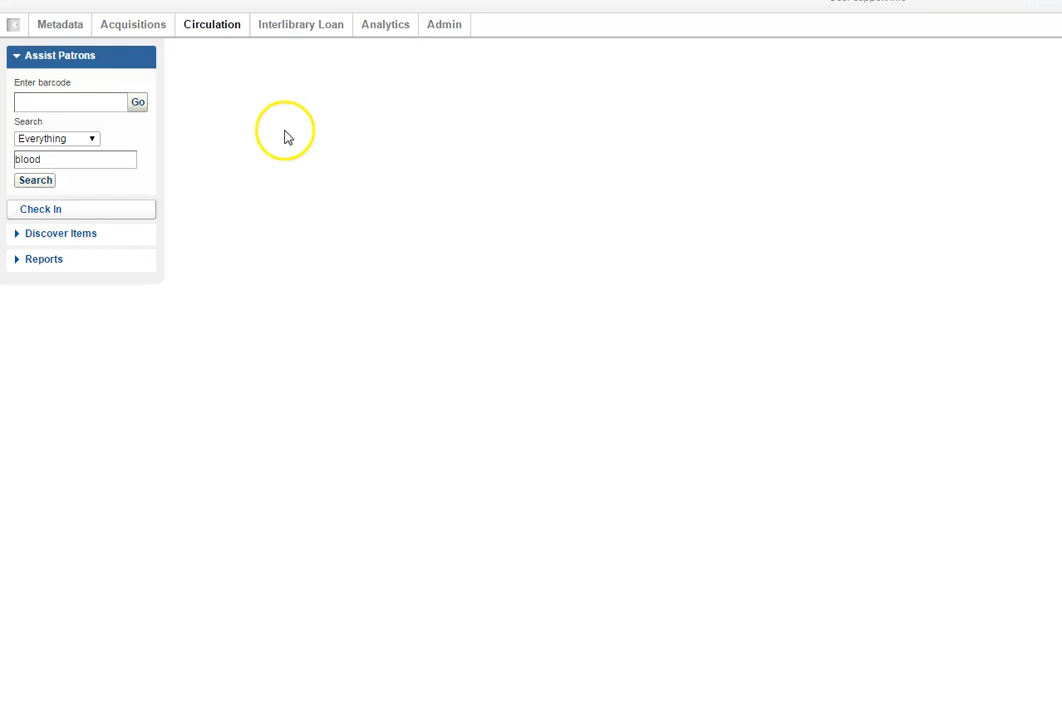 Metadata Acquisitions Circulation Interlibrary Loan Analytics Admin
Assist Patrons
Enter barcode
Go
Search
Everything
blood
Search
Check In
Discover Items
Reports